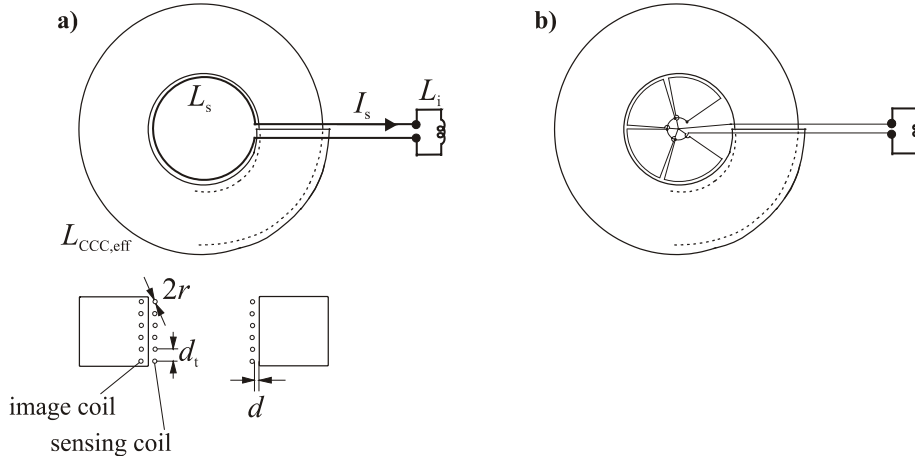 a)
b)
L_s
I_s
L_i
L_CCC,eff
2r
d_t
d
image coil
sensing coil